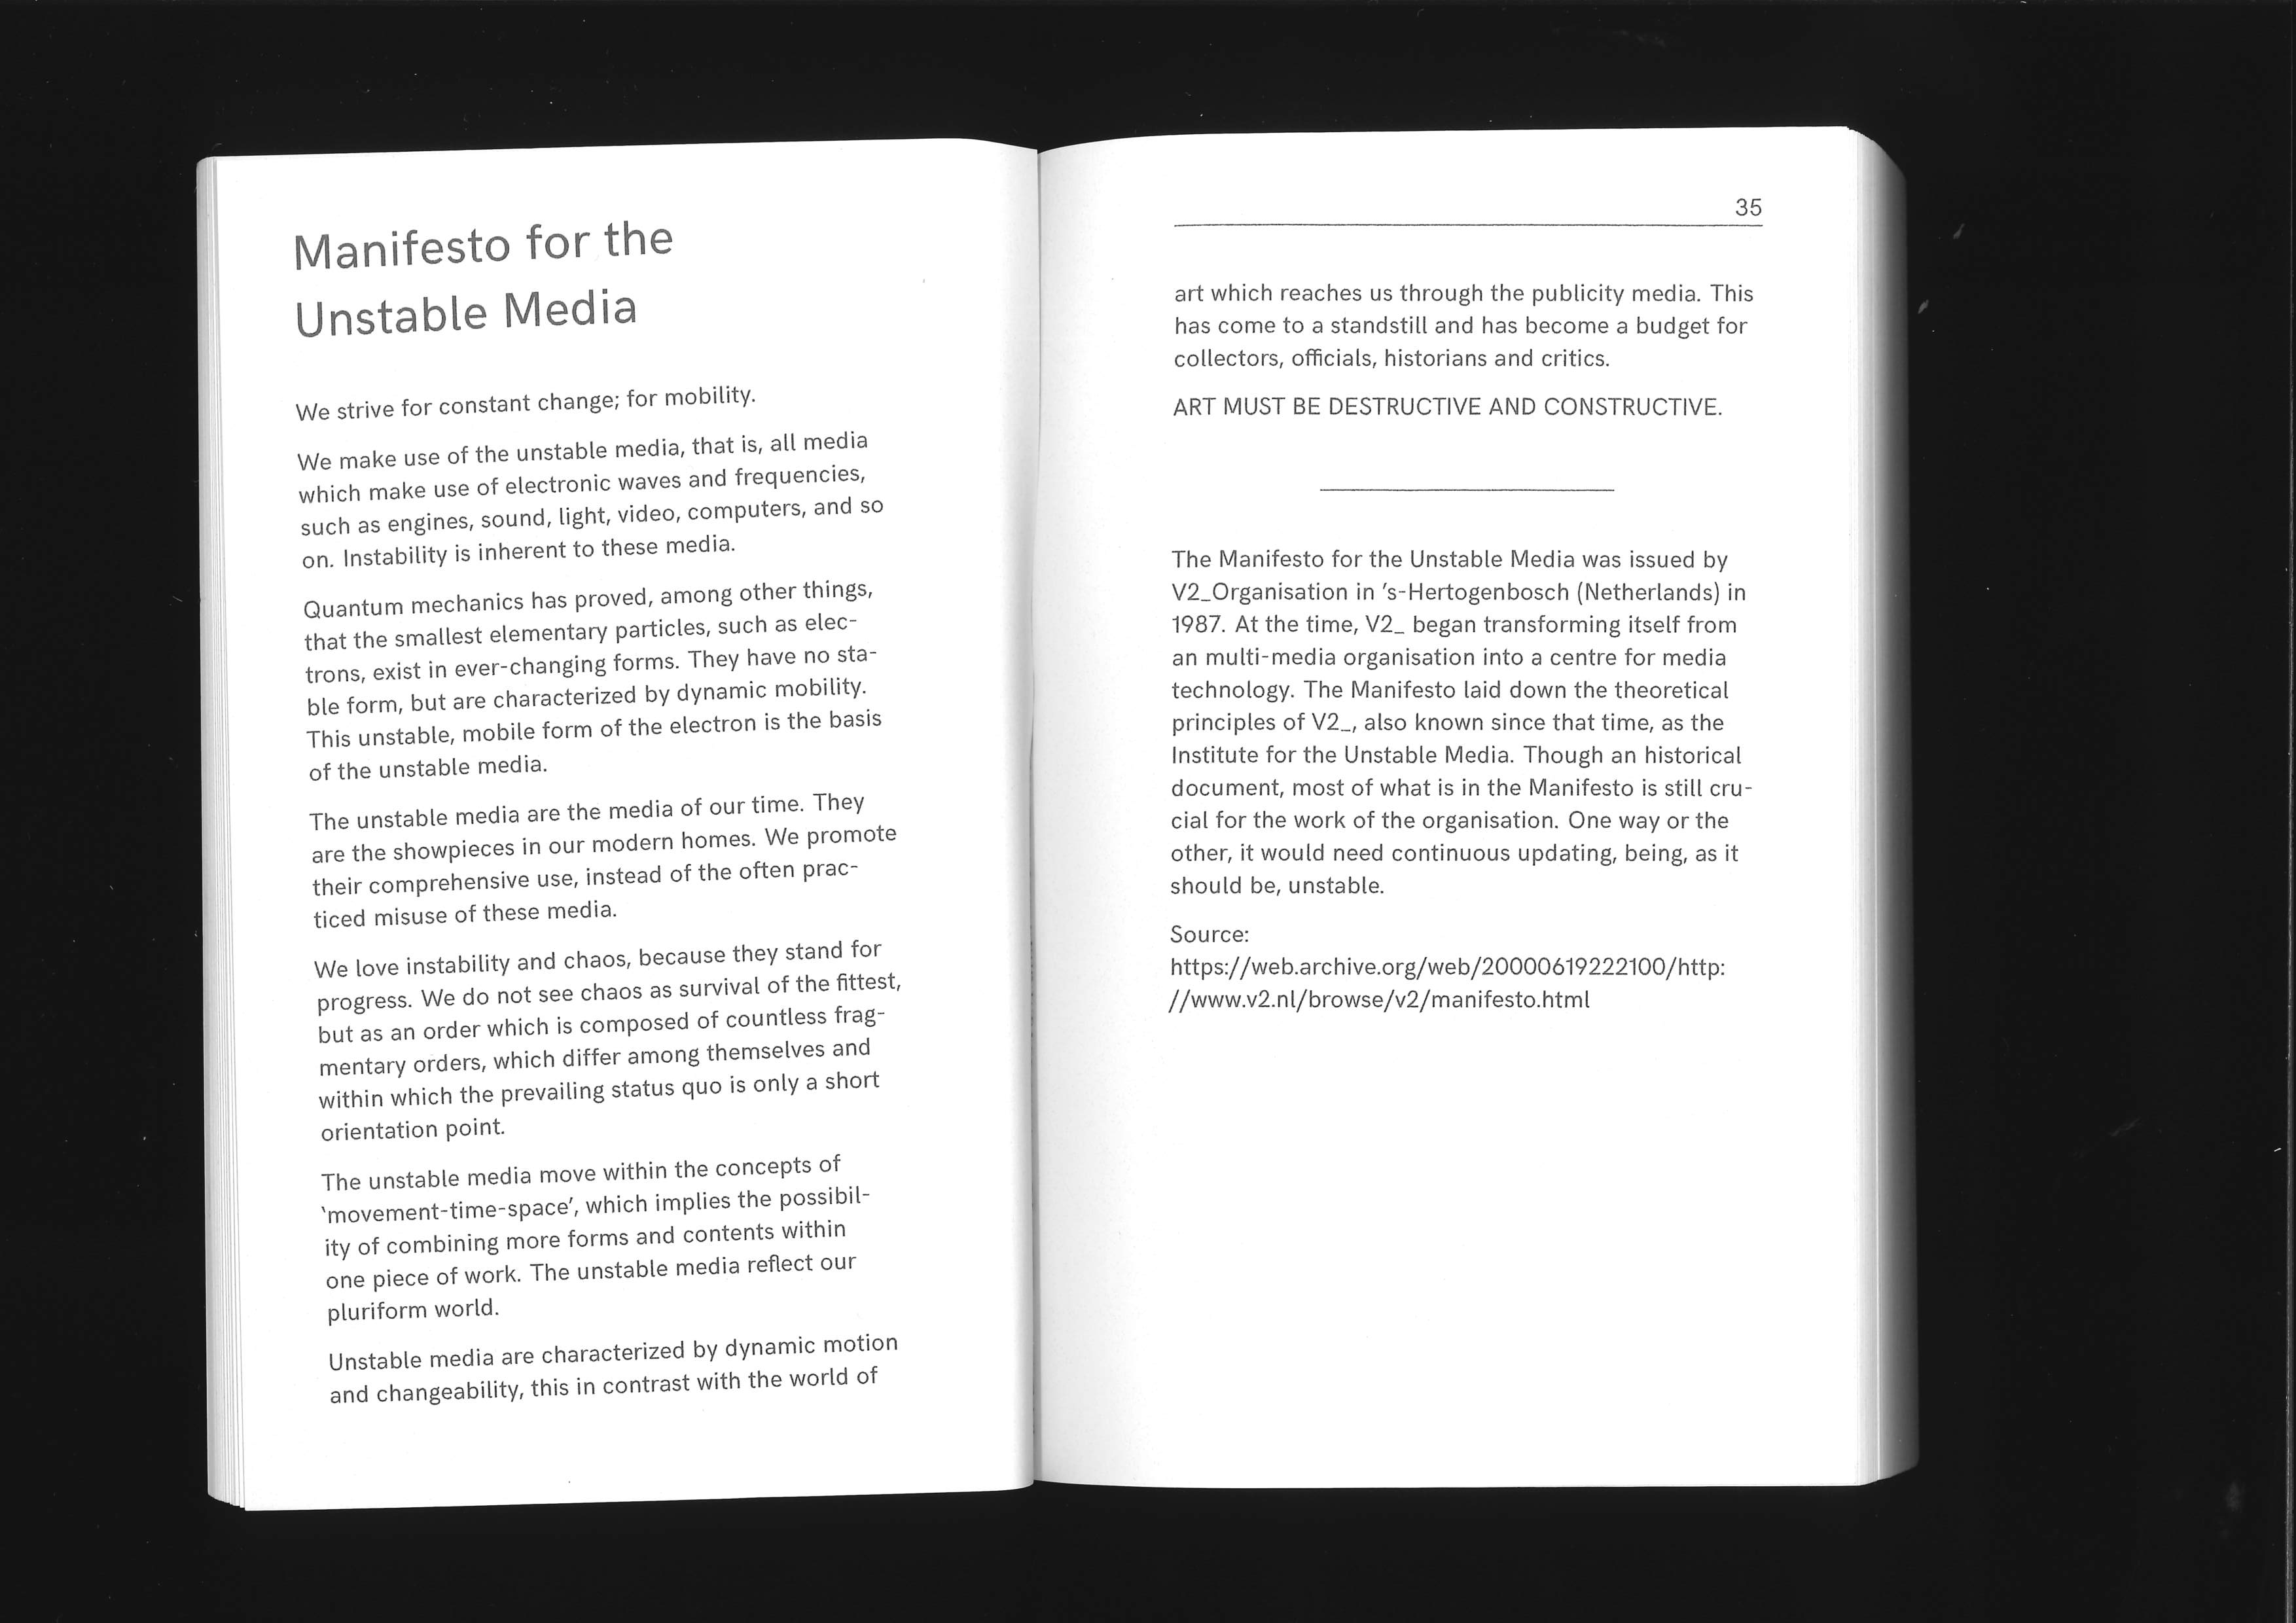 Manifesto for the
Unstable Media
We strive for constant change; for mobility.
We make use of the unstable media, that is, all media
which make use of electronic waves and frequencies,
such as engines, sound, light, video, computers, and so
on. Instability is inherent to these media.
Quantum mechanics has proved, among other things,
that the smallest elementary particles, such as elec-
trons, exist in ever-changing forms. They have no sta-
ble form, but are characterized by dynamic mobility.
This unstable, mobile form of the electron is the basis
of the unstable media.
The unstable media are the media of our time. They
are the showpieces in our modern homes. We promote
their comprehensive use, instead of the often prac-
ticed misuse of these media.
We love instability and chaos, because they stand for
progress. We do not see chaos as survival of the fittest,
but as an order which is composed of countless frag-
mentary orders, which differ among themselves and
within which the prevailing status quo is only a short
orientation point.
The unstable media move within the concepts of
‘movement-time-space’, which implies the possibil-
ity of combining more forms and contents within
one piece of work. The unstable media reflect our
pluriform world.
Unstable media are characterized by dynamic motion
and changeability, this in contrast with the world of
35
art which reaches us through the publicity media. This
has come to a standstill and has become a budget for
collectors, officials, historians and critics.
ART MUST BE DESTRUCTIVE AND CONSTRUCTIVE.
The Manifesto for the Unstable Media was issued by
V2_Organisation in ’s-Hertogenbosch (Netherlands) in
1987. At the time, V2_ began transforming itself from
an multi-media organisation into a centre for media
technology. The Manifesto laid down the theoretical
principles of V2_, also known since that time, as the
Institute for the Unstable Media. Though an historical
document, most of what is in the Manifesto is still cru-
cial for the work of the organisation. One way or the
other, it would need continuous updating, being, as it
should be, unstable.
Source:
https://web.archive.org/web/20000619222100/http:
//www.v2.nl/browse/v2/manifesto.html